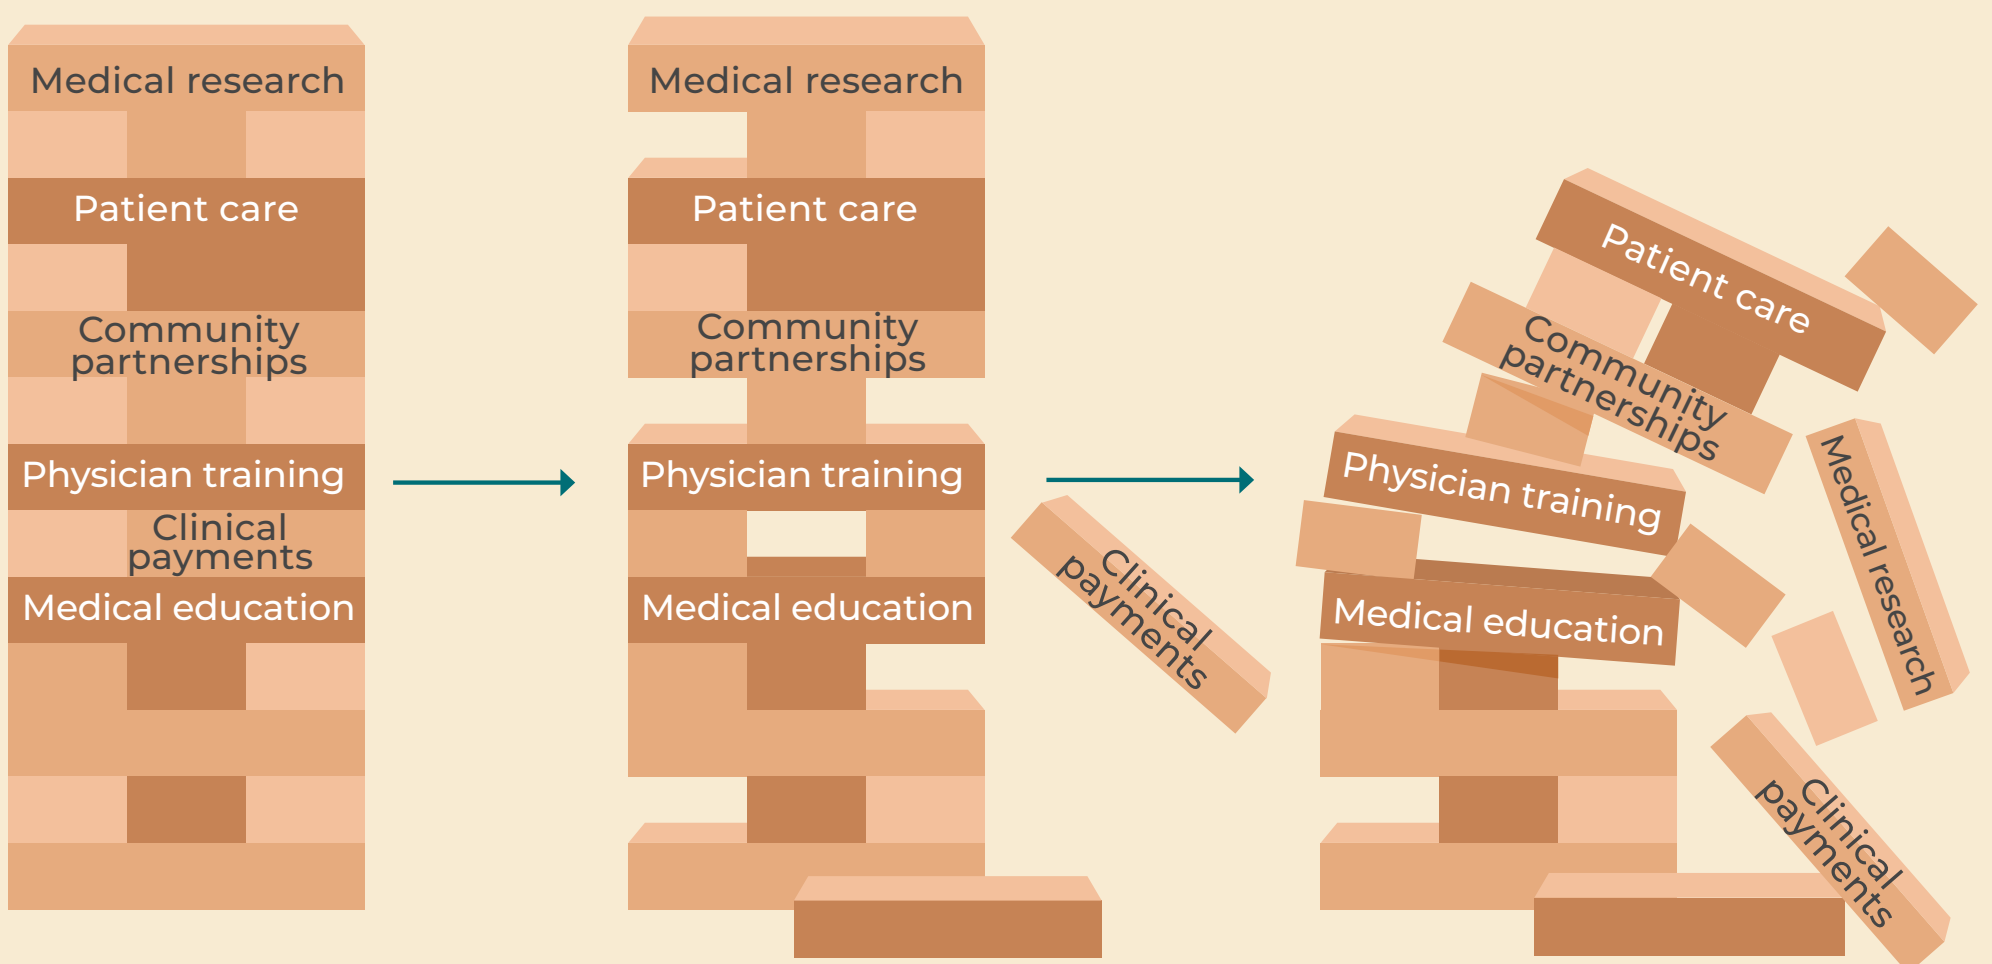 Medical research
Patient care
Community
partnerships
Physician training
Clinical
payments
Medical education
Medical research
Patient care
Community
partnerships
Physician training
Medical education
Clinical
payments
Patient care
Community
partnerships
Physician training
Medical education
Medical research
Clinical
payments